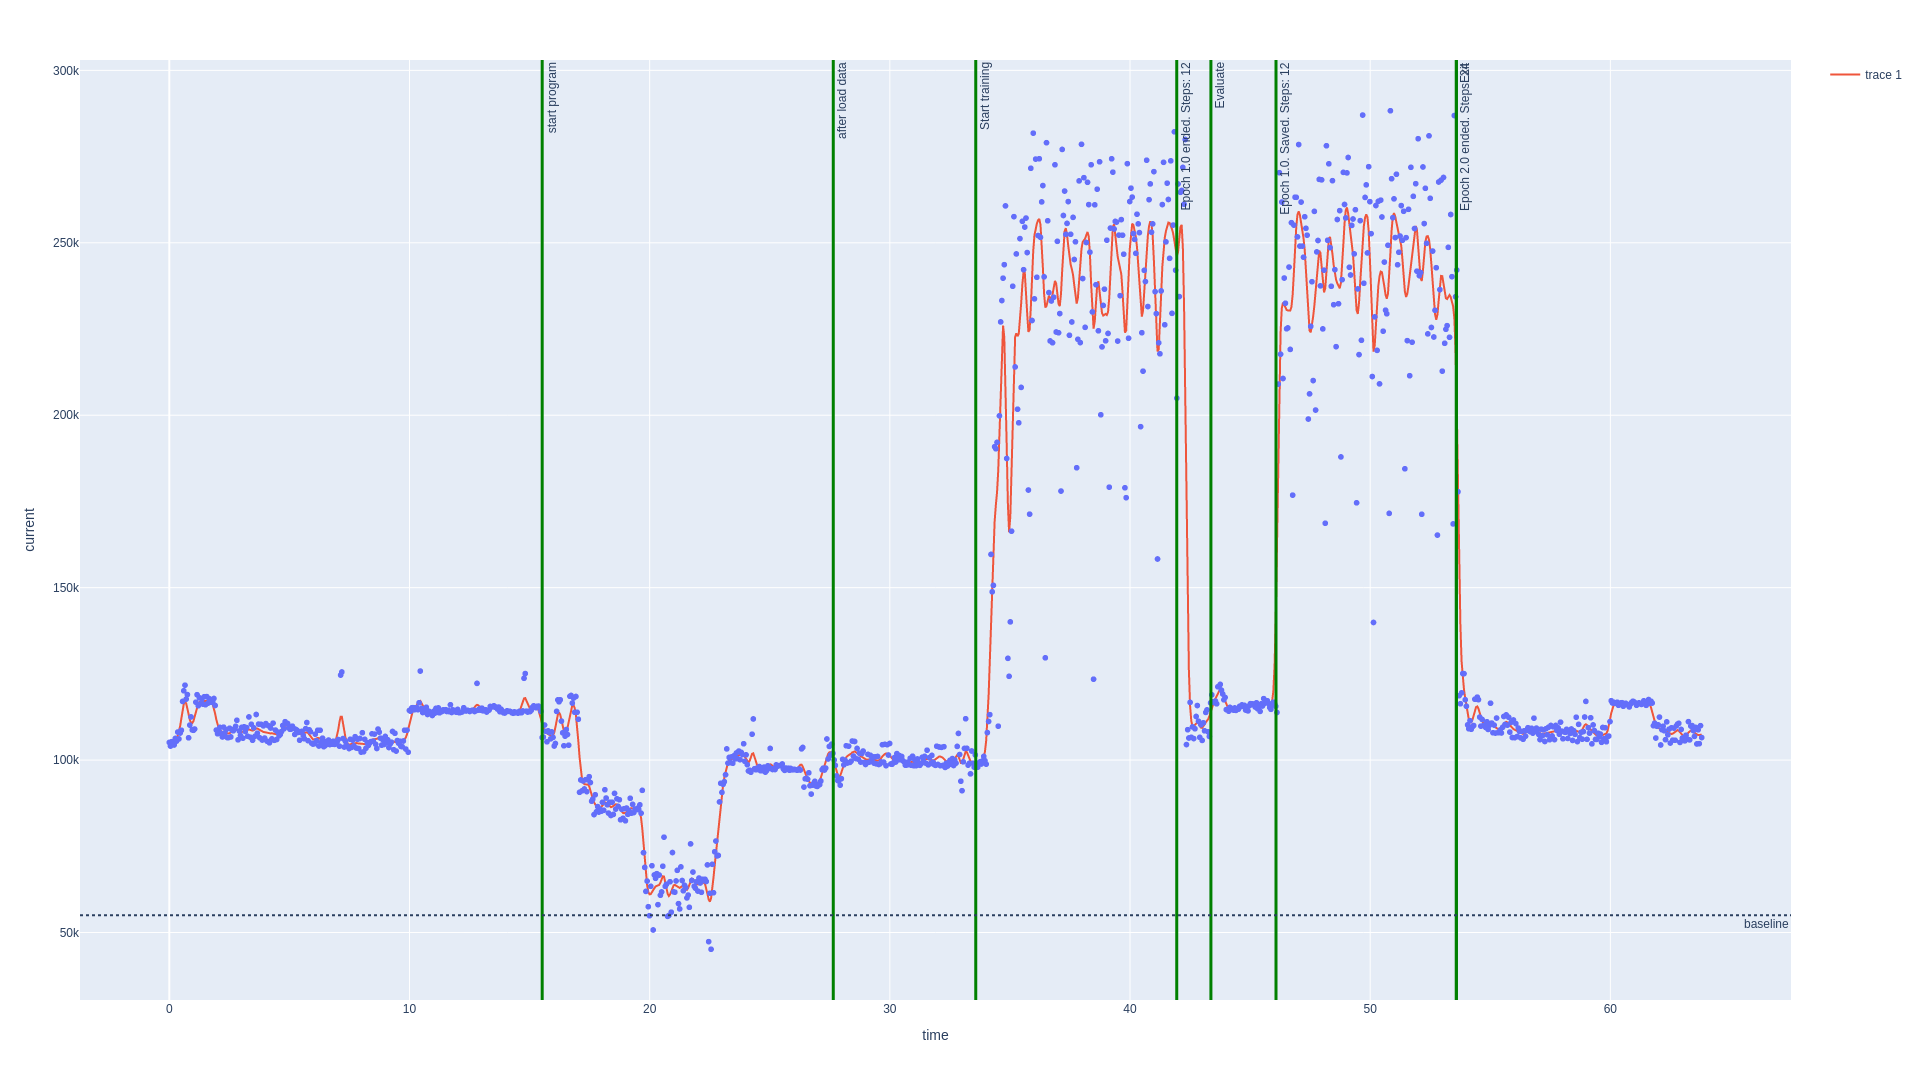 300k
250k
200k
150k
100k
50k
current
0
10
20
30
40
50
60
time
start program
after load data
Start training
Epoch 1.0 ended. Steps: 12
Evaluate
Epoch 1.0. Saved. Steps: 12
Epoch 2.0 ended. Steps: 24
Exit
baseline
trace 1